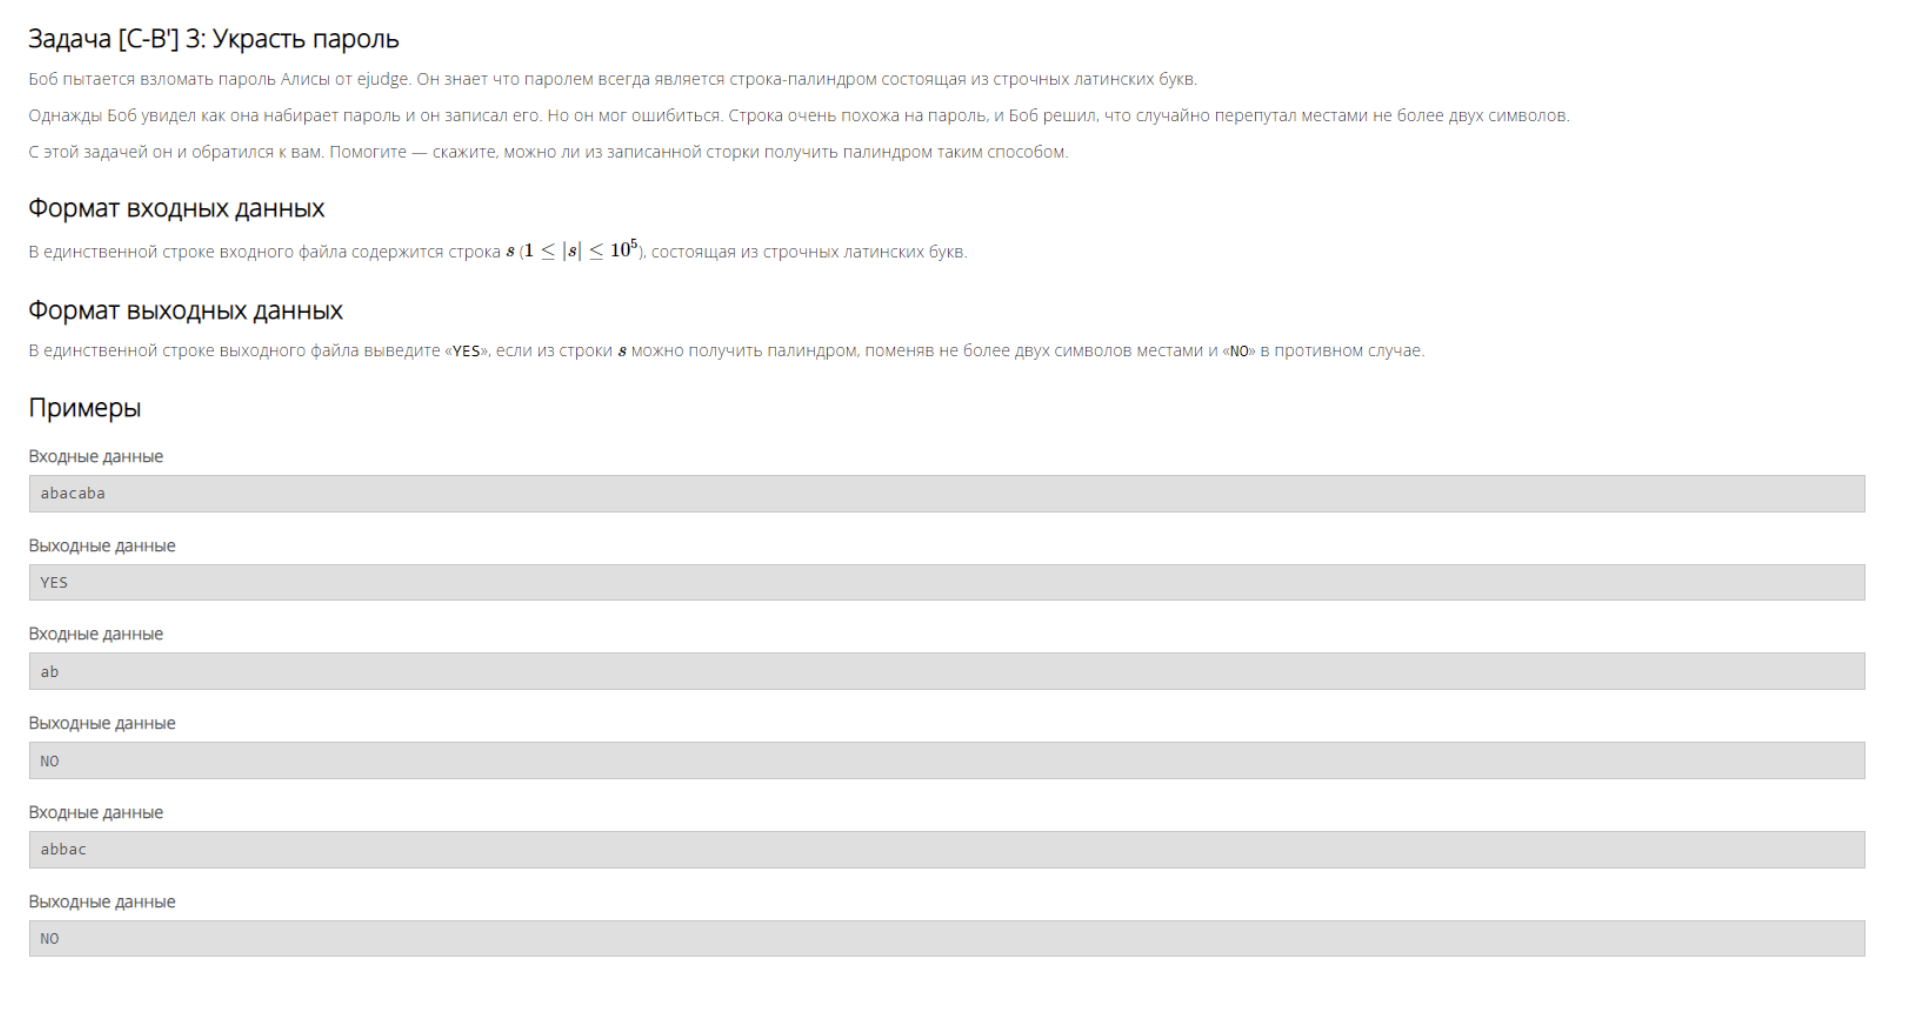 Задача [C-B'] 3: Украсть пароль
Боб пытается взломать пароль Алисы от ejudge. Он знает что паролем всегда является строка-палиндром состоящая из строчных латинских букв.
Однажды Боб увидел как она набирает пароль и он записал его. Но он мог ошибиться. Строка очень похожа на пароль, и Боб решил, что случайно перепутал местами не более двух символов.
С этой задачей он и обратился к вам. Помогите — скажите, можно ли из записанной сторки получить палиндром таким способом.
Формат входных данных
В единственной строке входного файла содержится строка s (1 ≤ |s| ≤ 10⁵), состоящая из строчных латинских букв.
Формат выходных данных
В единственной строке выходного файла выведите «YES», если из строки s можно получить палиндром, поменяв не более двух символов местами и «NO» в противном случае.
Примеры
Входные данные
abacaba
Выходные данные
YES
Входные данные
ab
Выходные данные
NO
Входные данные
abbac
Выходные данные
NO